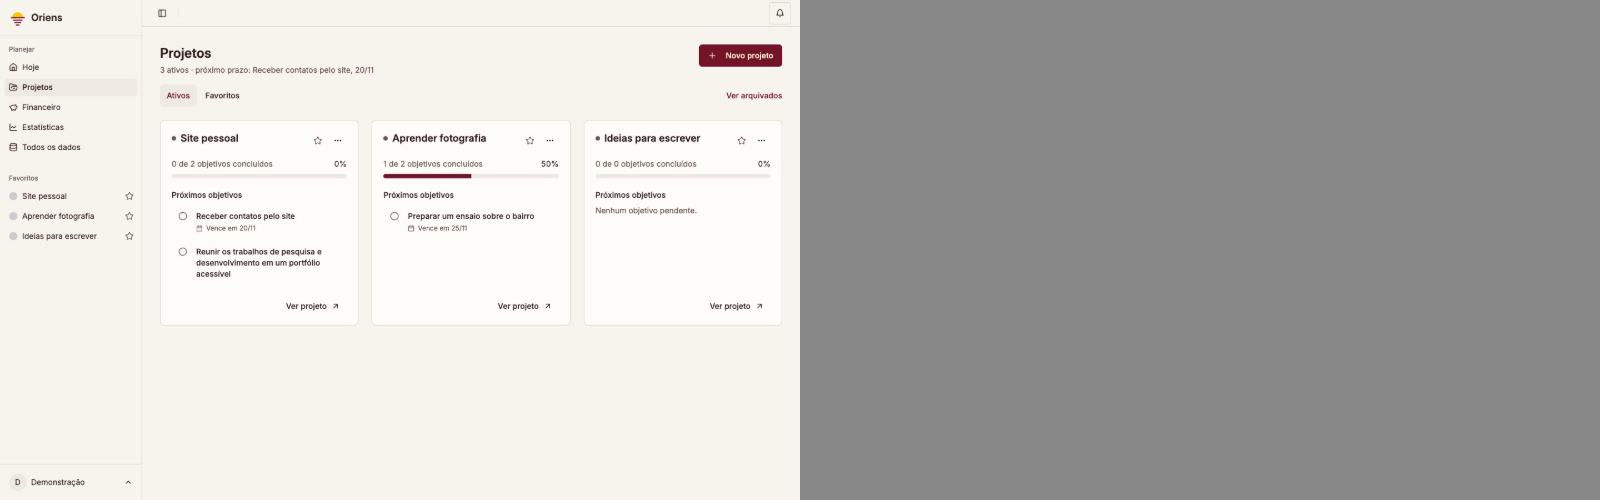 Oriens
Planejar
Hoje
Projetos
Financeiro
Estatísticas
Todos os dados
Favoritos
Site pessoal
Aprender fotografia
Ideias para escrever
D
Demonstração
Projetos
3 ativos · próximo prazo: Receber contatos pelo site, 20/11
Novo projeto
Ativos
Favoritos
Ver arquivados
Site pessoal
0 de 2 objetivos concluídos
0%
Próximos objetivos
Receber contatos pelo site
Vence em 20/11
Reunir os trabalhos de pesquisa e
desenvolvimento em um portfólio
acessível
Ver projeto
Aprender fotografia
1 de 2 objetivos concluídos
50%
Próximos objetivos
Preparar um ensaio sobre o bairro
Vence em 25/11
Ver projeto
Ideias para escrever
0 de 0 objetivos concluídos
0%
Próximos objetivos
Nenhum objetivo pendente.
Ver projeto